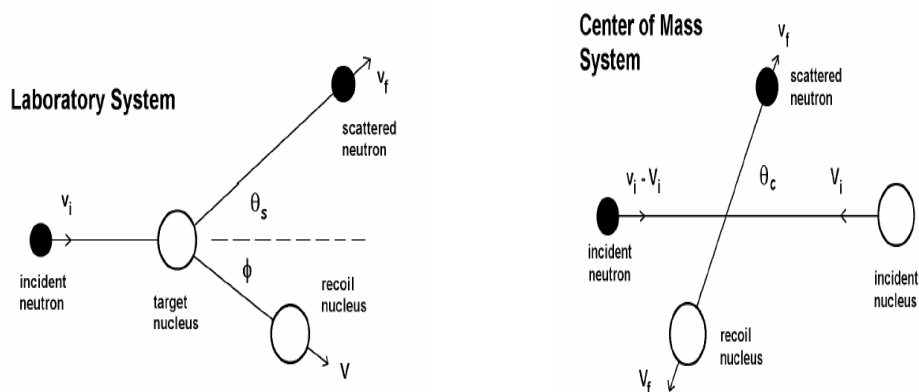 Laboratory System
v_i
incident
neutron
target
nucleus
θ_s
ϕ
v_f
scattered
neutron
recoil
nucleus
V
Center of Mass
System
v_f
scattered
neutron
θ_c
v_i - V_i
V_i
incident
neutron
incident
nucleus
recoil
nucleus
V_f